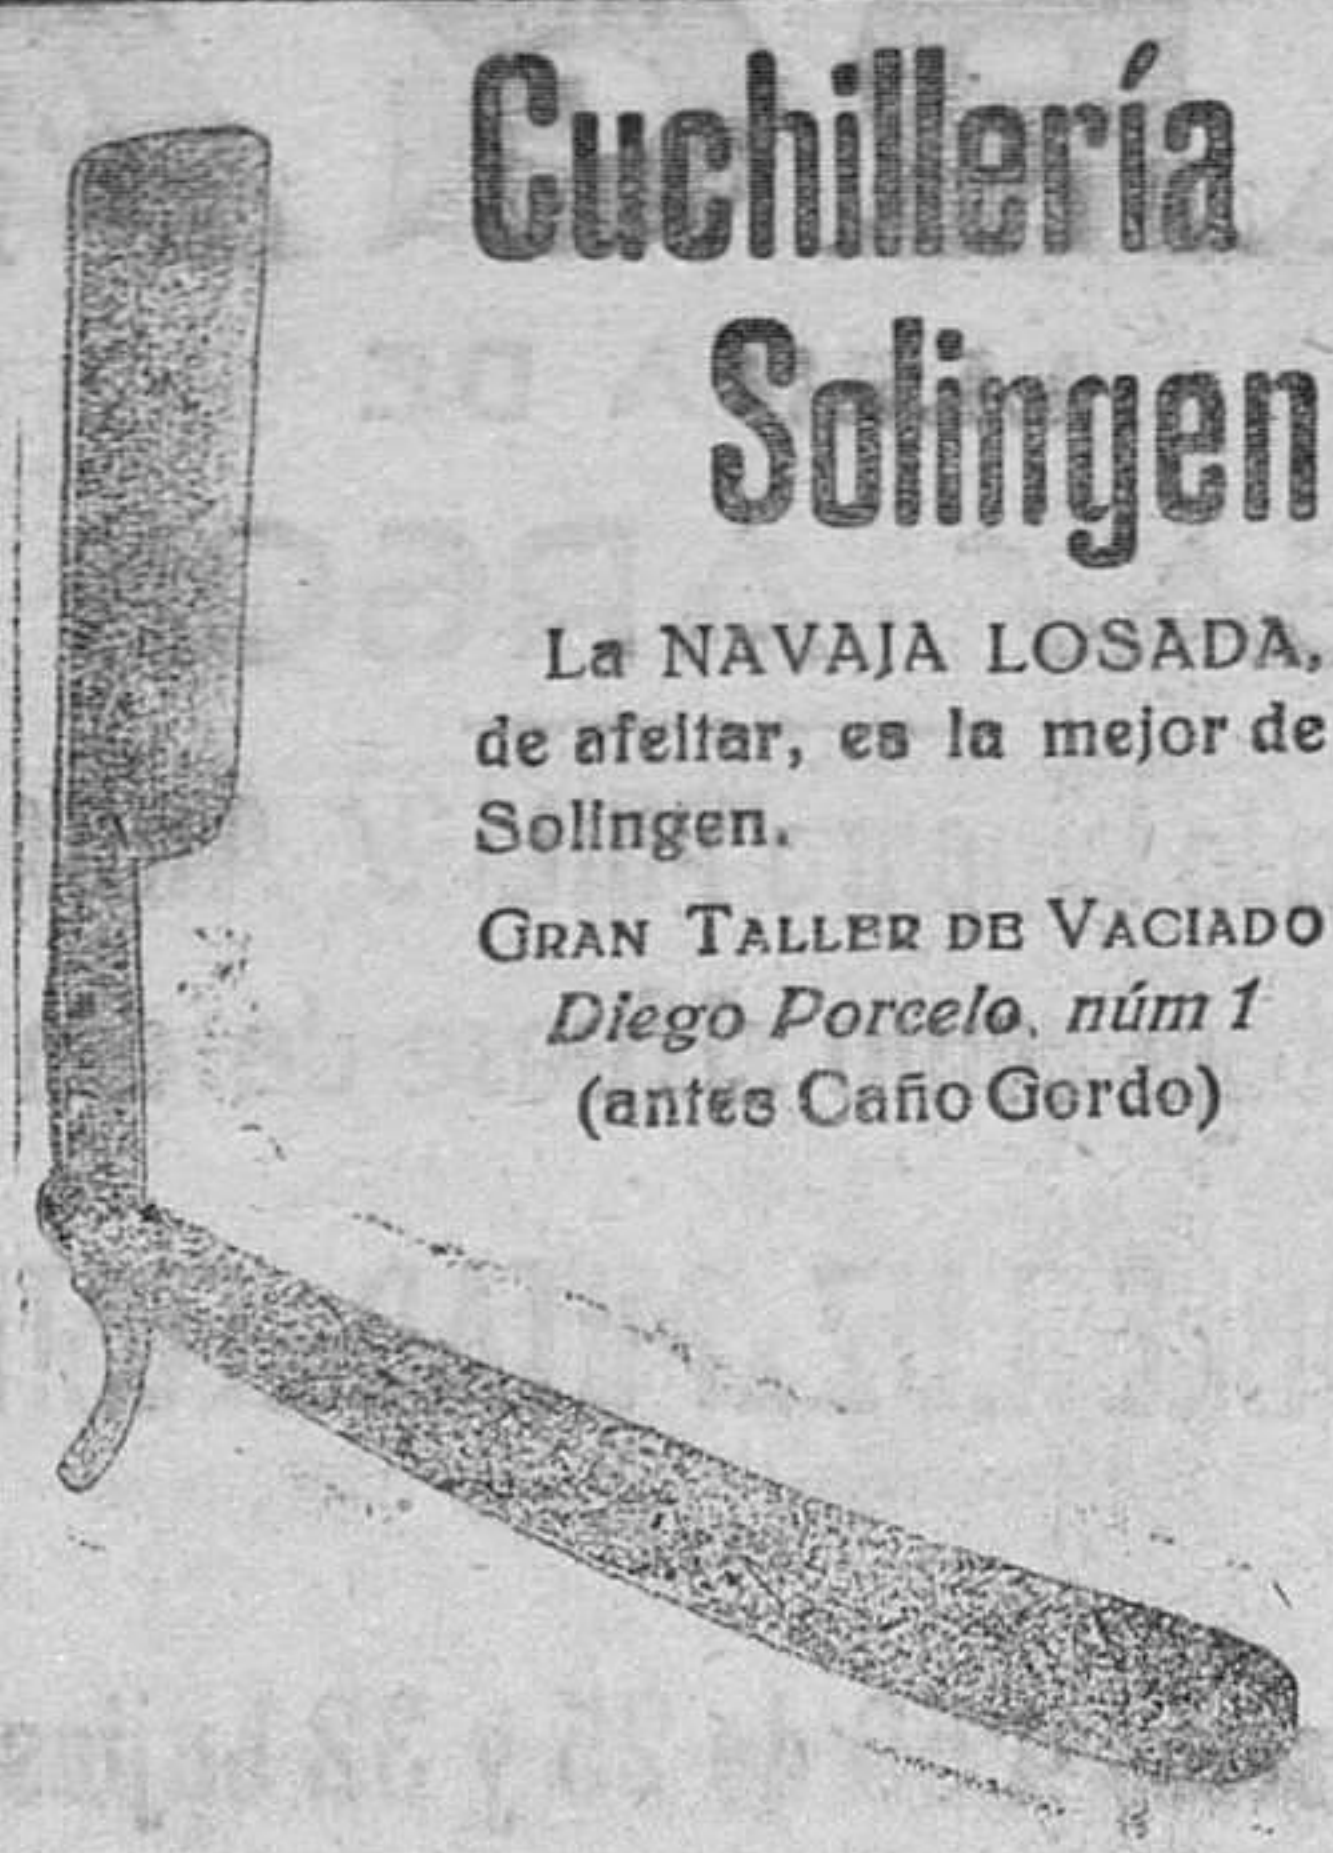 Cuchillería
Solingen
La NAVAJA LOSADA,
de afeitar, es la mejor de
Solingen.
GRAN TALLER DE VACIADO
Diego Porcelo, núm 1
(antes Caño Gordo)